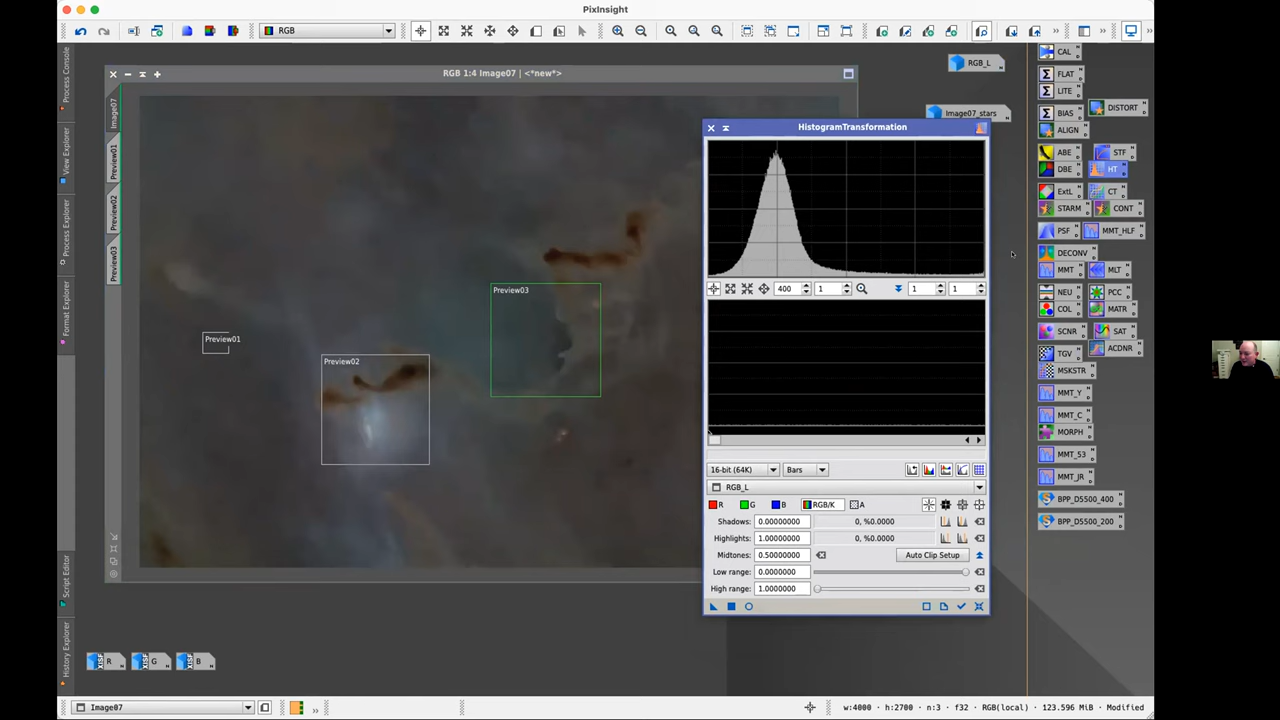 PixInsight
RGB
Process Console
View Explorer
Process Explorer
Format Explorer
Script Editor
History Explorer
RGB 1:4 Image07 | <*new*>
Image07
Preview01
Preview02
Preview03
Preview01
Preview02
Preview03
R
G
B
RGB_L
Image07_stars
HistogramTransformation
400
1
1
1
16-bit (64K)
Bars
RGB_L
R
G
B
RGB/K
A
Shadows: 0.00000000 0, %0.0000
Highlights: 1.00000000 0, %0.0000
Midtones: 0.50000000 Auto Clip Setup
Low range: 0.0000000
High range: 1.0000000
CAL
FLAT
LITE
BIAS
DISTORT
ALIGN
ABE
STF
DBE
HT
ExtL
CT
STARM
CONT
PSF
MMT_HLF
DECONV
MMT
MLT
NEU
PCC
COL
MATR
SCNR
SAT
TGV
ACDNR
MSKSTR
MMT_Y
MMT_C
MORPH
MMT_53
MMT_JR
BPP_D5500_400
BPP_D5500_200
Image07
w:4000 h:2700 n:3 f32 RGB(local) 123.596 MiB Modified